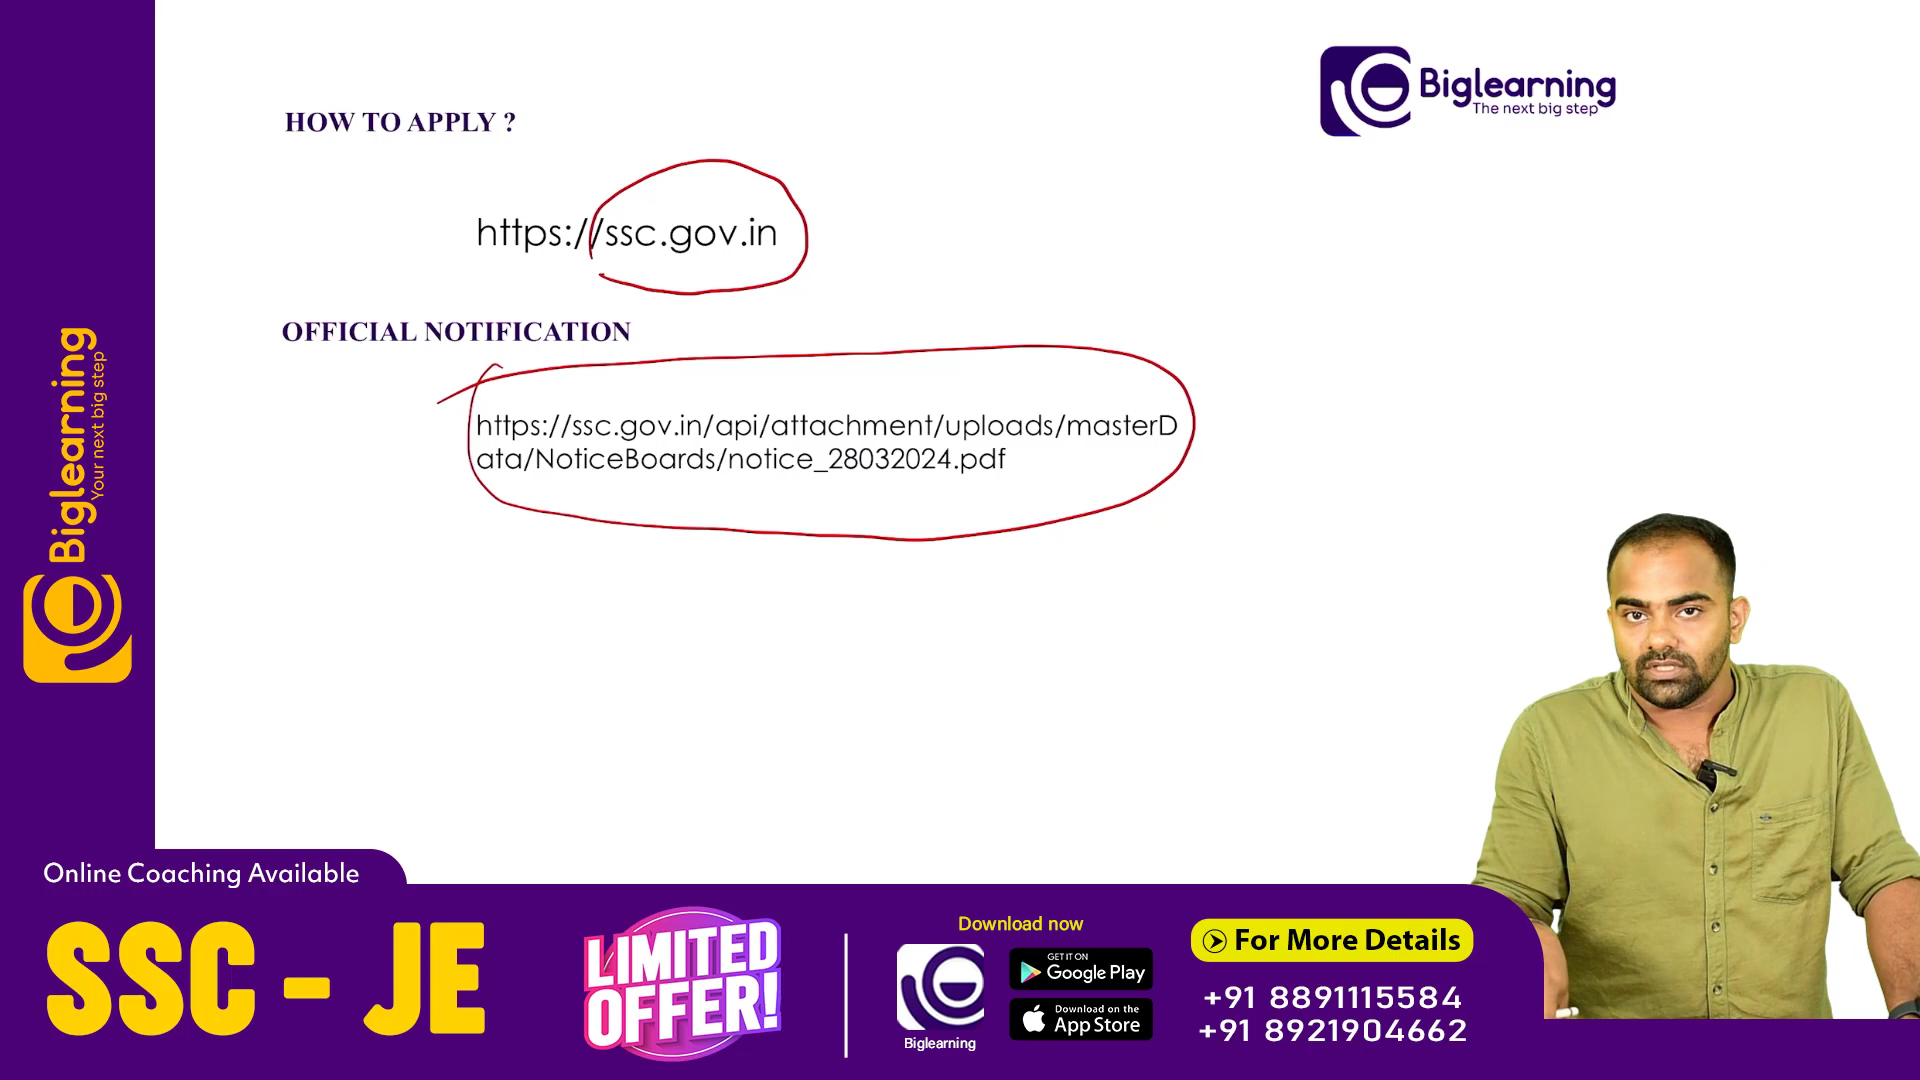 Biglearning
The next big step
HOW TO APPLY ?
https://ssc.gov.in
OFFICIAL NOTIFICATION
https://ssc.gov.in/api/attachment/uploads/masterD
ata/NoticeBoards/notice_28032024.pdf
Biglearning
Your next big step
Online Coaching Available
SSC - JE
LIMITED
OFFER!
Download now
Biglearning
GET IT ON
Google Play
Download on the
App Store
For More Details
+91 8891115584
+91 8921904662